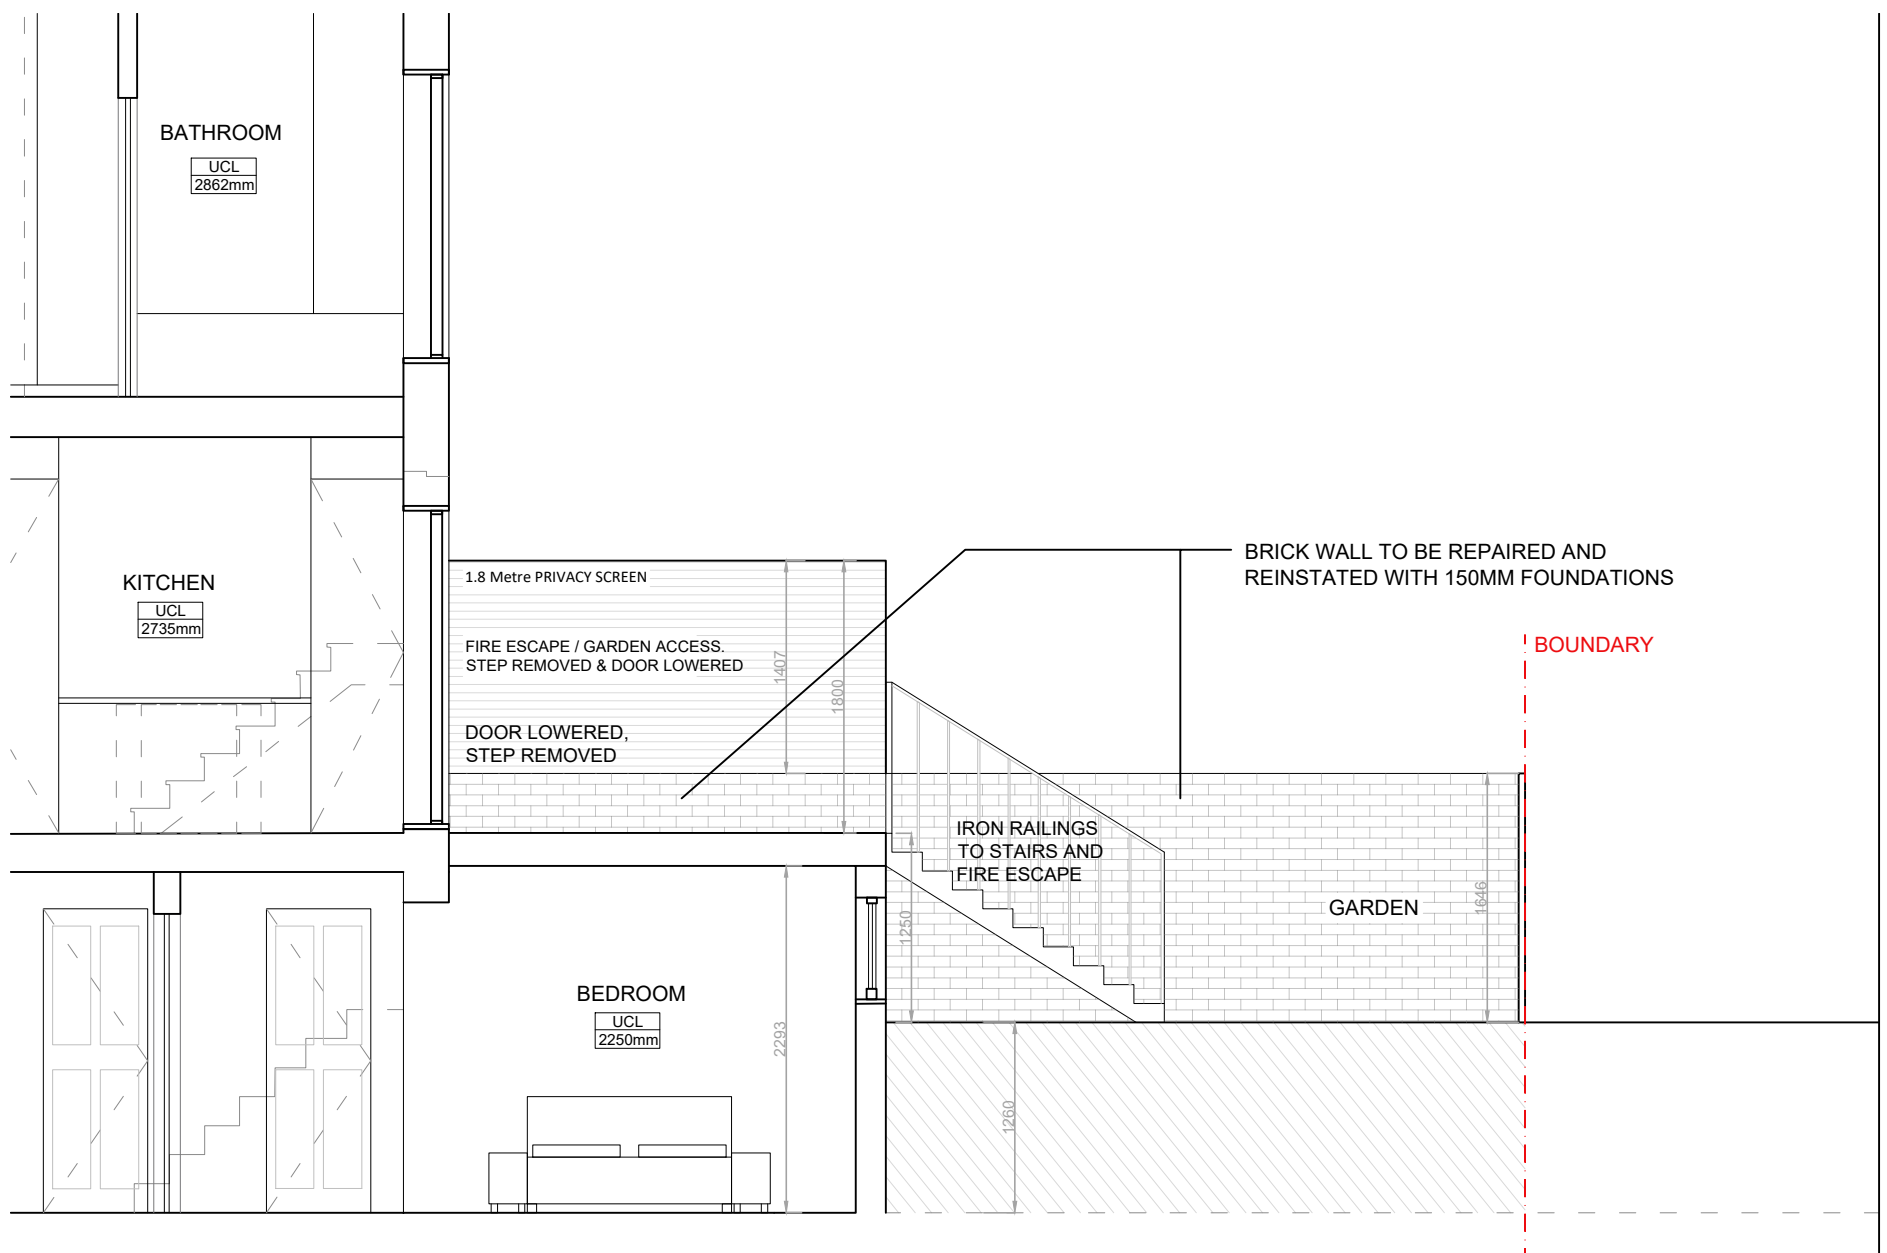 BATHROOM
UCL
2862mm
KITCHEN
UCL
2735mm
1.8 Metre PRIVACY SCREEN
FIRE ESCAPE / GARDEN ACCESS.
STEP REMOVED & DOOR LOWERED
DOOR LOWERED,
STEP REMOVED
1407
1800
BRICK WALL TO BE REPAIRED AND
REINSTATED WITH 150MM FOUNDATIONS
BOUNDARY
IRON RAILINGS
TO STAIRS AND
FIRE ESCAPE
GARDEN
1646
1250
BEDROOM
UCL
2250mm
2293
1260